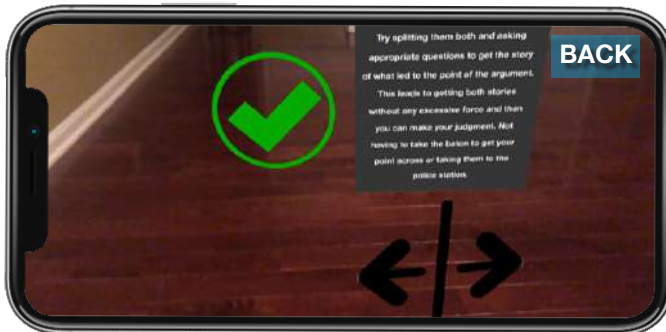 Try splitting them both and asking
appropriate questions to get the story
of what led to the point of the argument.
This leads to getting both stories
without any excessive force and then
you can make your judgment. Not
having to take the baton to get your
point across or taking them to the
police station.
BACK